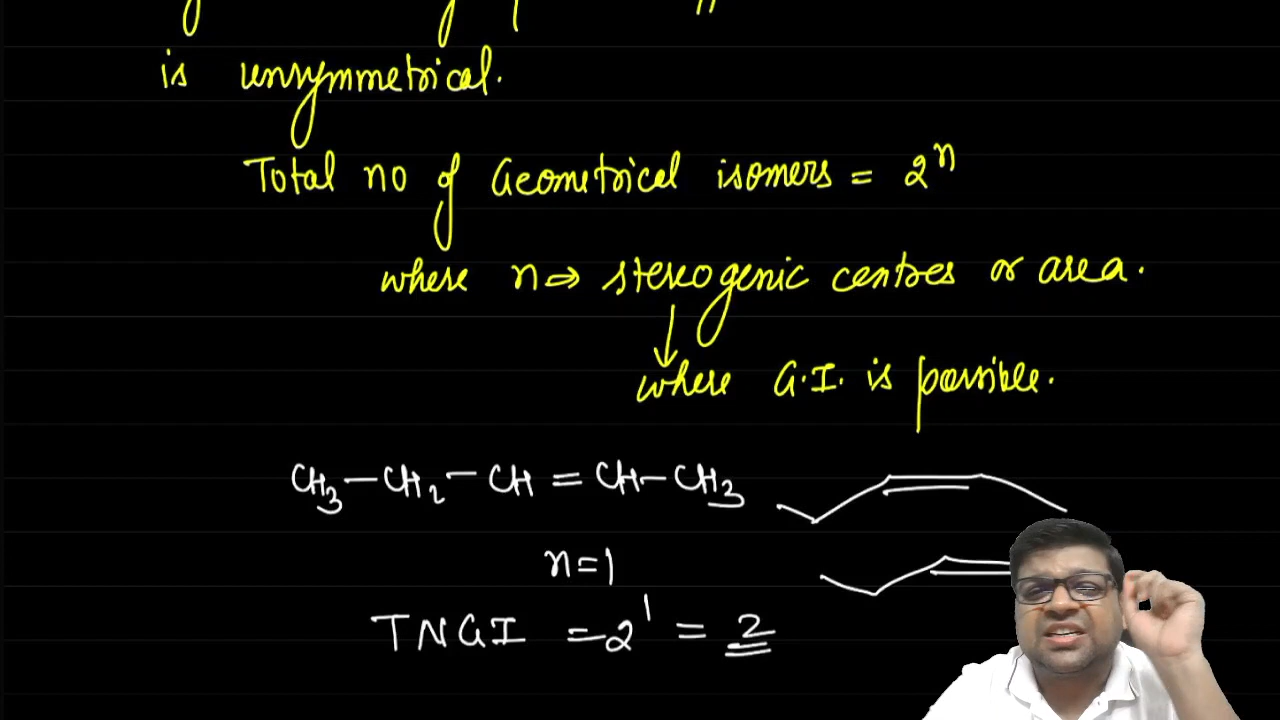 is unsymmetrical.
Total no of Geometrical isomers = 2ⁿ
where n ⇒ stereogenic centres or area.
↓
where G.I. is possible.
CH₃-CH₂-CH=CH-CH₃
n=1
TNGI = 2¹ = 2